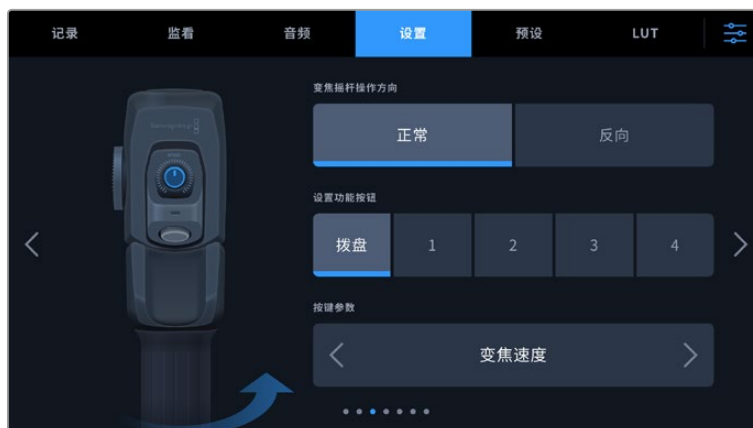 记录 监看 音频 设置 预设 LUT
变焦摇杆操作方向
正常 反向
设置功能按钮
拨盘 1 2 3 4
按键参数
变焦速度